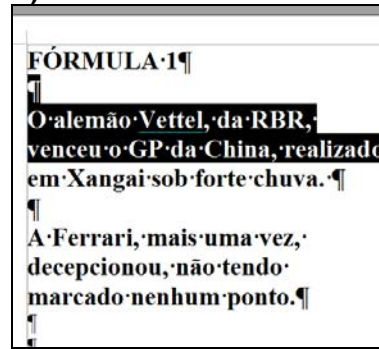 FÓRMULA·1¶
¶
O·alemão·Vettel,·da·RBR,·
venceu·o·GP·da·China,·realizado
em·Xangai·sob·forte·chuva.·¶
¶
A·Ferrari,·mais·uma·vez,·
decepcionou,·não·tendo·
marcado·nenhum·ponto.¶
¶
¶